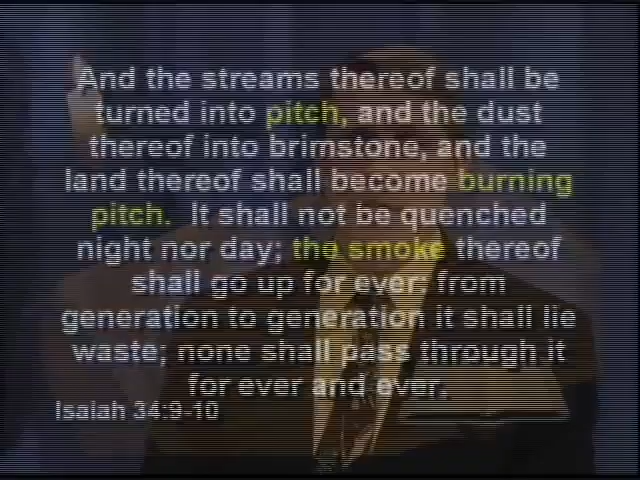 And the streams thereof shall be
turned into pitch, and the dust
thereof into brimstone, and the
land thereof shall become burning
pitch. It shall not be quenched
night nor day; the smoke thereof
shall go up for ever: from
generation to generation it shall lie
waste; none shall pass through it
for ever and ever.
Isaiah 34:9-10